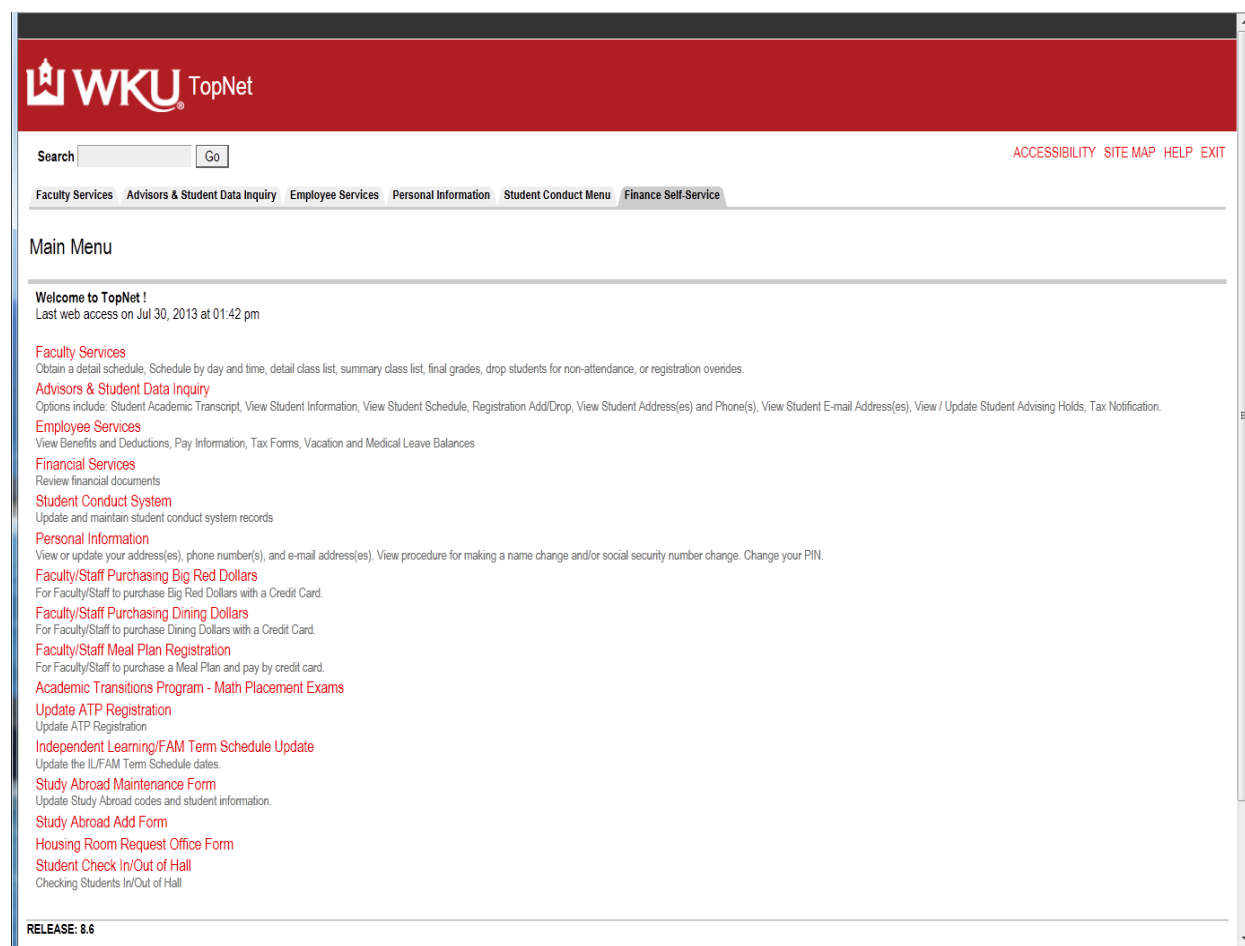 WKU® TopNet
Search Go ACCESSIBILITY SITE MAP HELP EXIT
Faculty Services Advisors & Student Data Inquiry Employee Services Personal Information Student Conduct Menu Finance Self-Service
Main Menu
Welcome to TopNet !
Last web access on Jul 30, 2013 at 01:42 pm
Faculty Services
Obtain a detail schedule, Schedule by day and time, detail class list, summary class list, final grades, drop students for non-attendance, or registration overides.
Advisors & Student Data Inquiry
Options include: Student Academic Transcript, View Student Information, View Student Schedule, Registration Add/Drop, View Student Address(es) and Phone(s), View Student E-mail Address(es), View / Update Student Advising Holds, Tax Notification.
Employee Services
View Benefits and Deductions, Pay Information, Tax Forms, Vacation and Medical Leave Balances
Financial Services
Review financial documents
Student Conduct System
Update and maintain student conduct system records
Personal Information
View or update your address(es), phone number(s), and e-mail address(es). View procedure for making a name change and/or social security number change. Change your PIN.
Faculty/Staff Purchasing Big Red Dollars
For Faculty/Staff to purchase Big Red Dollars with a Credit Card.
Faculty/Staff Purchasing Dining Dollars
For Faculty/Staff to purchase Dining Dollars with a Credit Card.
Faculty/Staff Meal Plan Registration
For Faculty/Staff to purchase a Meal Plan and pay by credit card.
Academic Transitions Program - Math Placement Exams
Update ATP Registration
Update ATP Registration
Independent Learning/FAM Term Schedule Update
Update the IL/FAM Term Schedule dates.
Study Abroad Maintenance Form
Update Study Abroad codes and student information.
Study Abroad Add Form
Housing Room Request Office Form
Student Check In/Out of Hall
Checking Students In/Out of Hall
RELEASE: 8.6